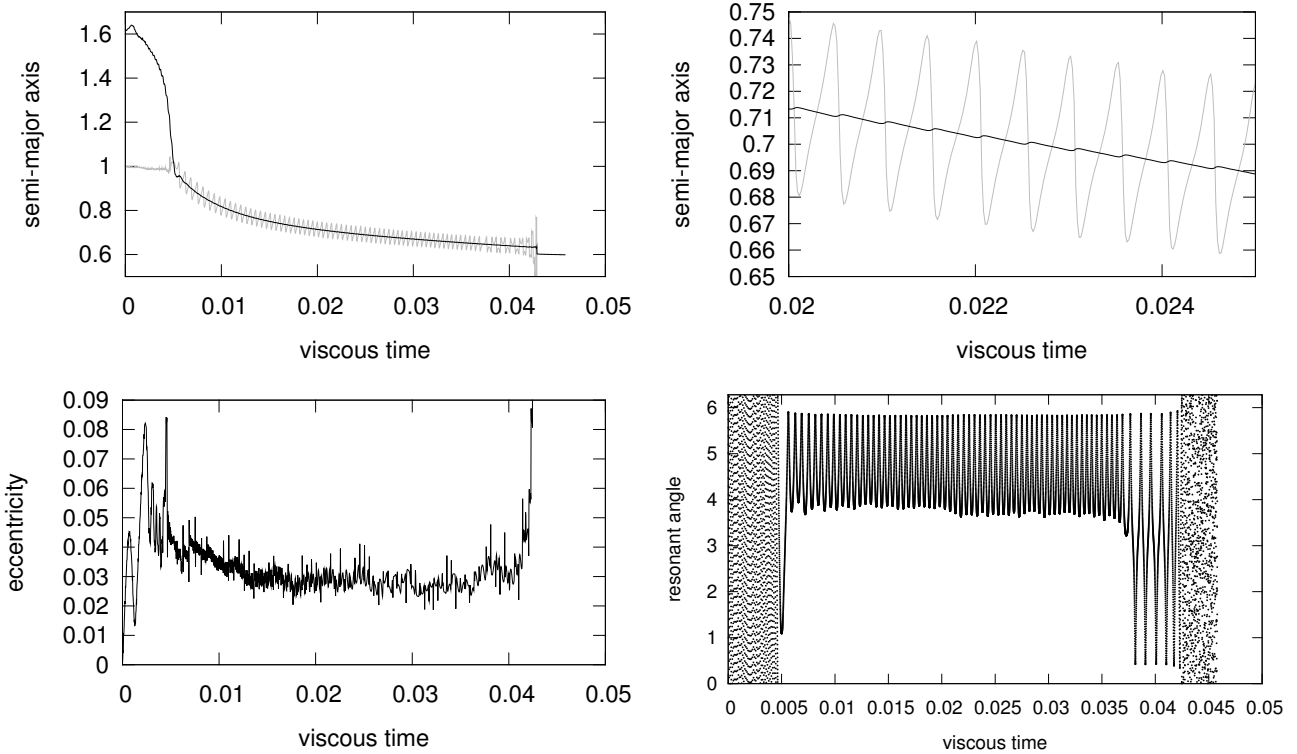 1.6
1.4
1.2
1
0.8
0.6
semi-major axis
0 0.01 0.02 0.03 0.04 0.05
viscous time
0.75
0.74
0.73
0.72
0.71
0.7
0.69
0.68
0.67
0.66
0.65
semi-major axis
0.02 0.022 0.024
viscous time
0.09
0.08
0.07
0.06
0.05
0.04
0.03
0.02
0.01
0
eccentricity
0 0.01 0.02 0.03 0.04 0.05
viscous time
6
5
4
3
2
1
0
resonant angle
0 0.005 0.01 0.015 0.02 0.025 0.03 0.035 0.04 0.045 0.05
viscous time